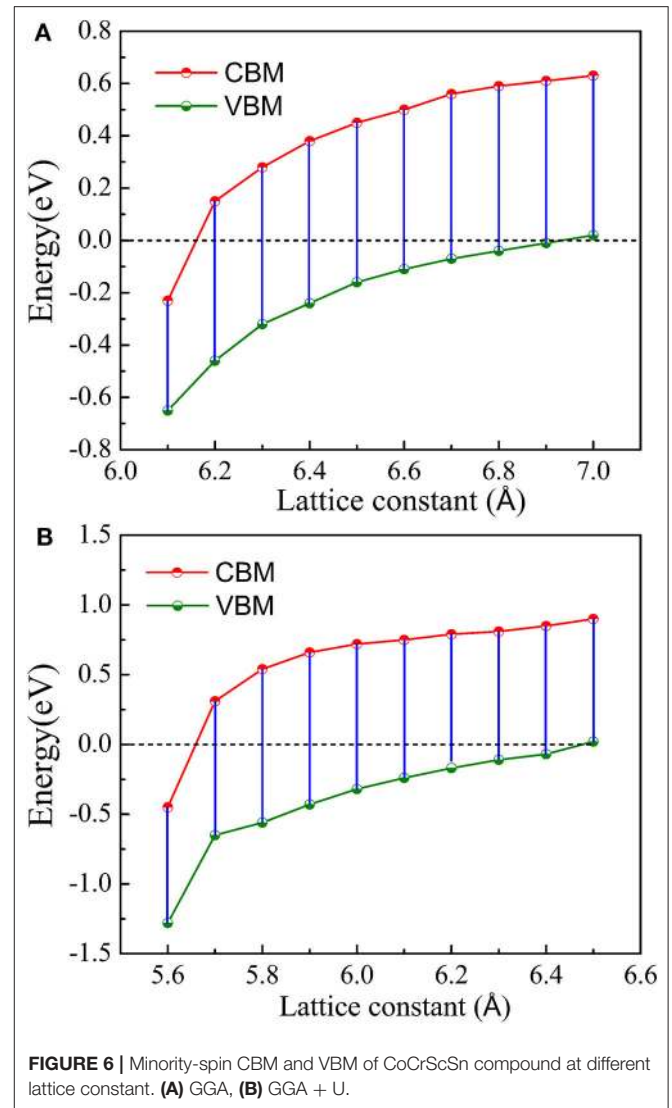 A
0.8
0.6
0.4
0.2
0.0
-0.2
-0.4
-0.6
-0.8
Energy(eV)
CBM
VBM
6.0 6.2 6.4 6.6 6.8 7.0
Lattice constant (Å)
B
1.5
1.0
0.5
0.0
-0.5
-1.0
-1.5
Energy(eV)
CBM
VBM
5.6 5.8 6.0 6.2 6.4 6.6
Lattice constant (Å)
FIGURE 6 | Minority-spin CBM and VBM of CoCrScSn compound at different
lattice constant. (A) GGA, (B) GGA + U.